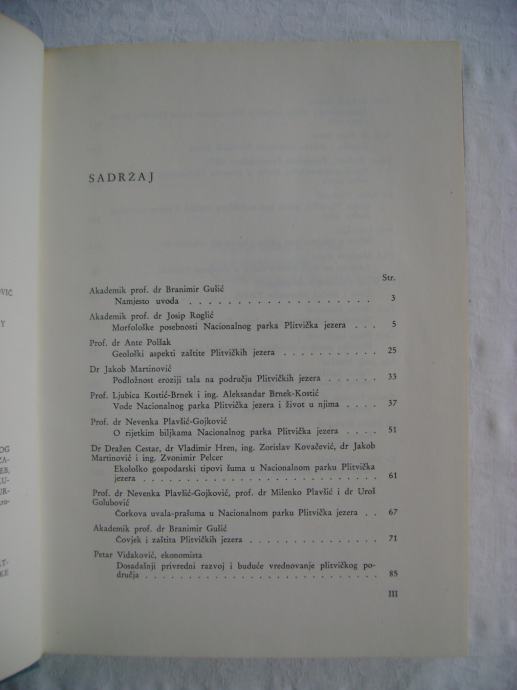 SADRŽAJ
Str.
Akademik prof. dr Branimir Gušić
Namjesto uvoda . . . . . . . . . . . . . . . . . . 3
Akademik prof. dr Josip Roglić
Morfološke posebnosti Nacionalnog parka Plitvička jezera . . . 5
Prof. dr Ante Polšak
Geološki aspekti zaštite Plitvičkih jezera . . . . . . . . . 25
Dr Jakob Martinović
Podložnost eroziji tala na području Plitvičkih jezera . . . . . 33
Prof. Ljubica Kostić-Brnek i ing. Aleksandar Brnek-Kostić
Vode Nacionalnog parka Plitvička jezera i život u njima . . . . 37
Prof. dr Nevenka Plavšić-Gojković
O rijetkim biljkama Nacionalnog parka Plitvička jezera . . . . 51
Dr Dražen Cestar, dr Vladimir Hren, ing. Zorislav Kovačević, dr Jakob
Martinović i ing. Zvonimir Pelcer
Ekološko gospodarski tipovi šuma u Nacionalnom parku Plitvička
jezera . . . . . . . . . . . . . . . . . . . . . . 61
Prof. dr Nevenka Plavšić-Gojković, prof. dr Milenko Plavšić i dr Uroš
Golubović
Čorkova uvala-prašuma u Nacionalnom parku Plitvička jezera . . 67
Akademik prof. dr Branimir Gušić
Čovjek i zaštita Plitvičkih jezera . . . . . . . . . . . . 71
Petar Vidaković, ekonomista
Dosadašnji privredni razvoj i buduće vrednovanje plitvičkog po-
dručja . . . . . . . . . . . . . . . . . . . . . . 85
III